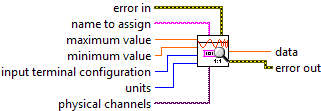 error in
name to assign
maximum value
minimum value
data
input terminal configuration
error out
units
physical channels
1:1